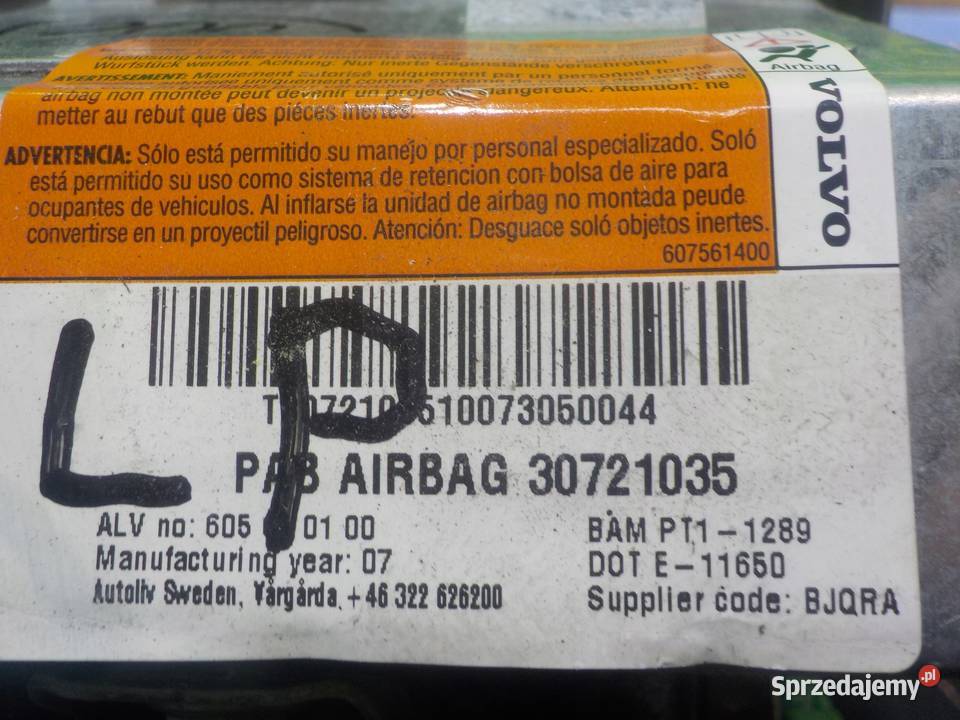 Wurfstück werden. Achtung: Nur inerte Gegenstände verschrotten
AVERTISSEMENT: Maniement autorisé uniquement par un personnel formé
airbag non montée peut devenir un projectile dangereux. Attention: ne
metter au rebut que des piéces inertes.
ADVERTENCIA: Sólo está permitido su manejo por personal especializado. Soló
está permitido su uso como sistema de retencion con bolsa de aire para
ocupantes de vehiculos. Al inflarse la unidad de airbag no montada peude
convertirse en un proyectil peligroso. Atención: Desguace soló objetos inertes.
607561400
Airbag
VOLVO
10073050044
LP
PAB AIRBAG 30721035
ALV no: 605 01 00
Manufacturing year: 07
Autoliv Sweden, Vårgårda, +46 322 626200
BAM PT1-1289
DOT E-11650
Supplier code: BJQRA
Sprzedajemy.pl